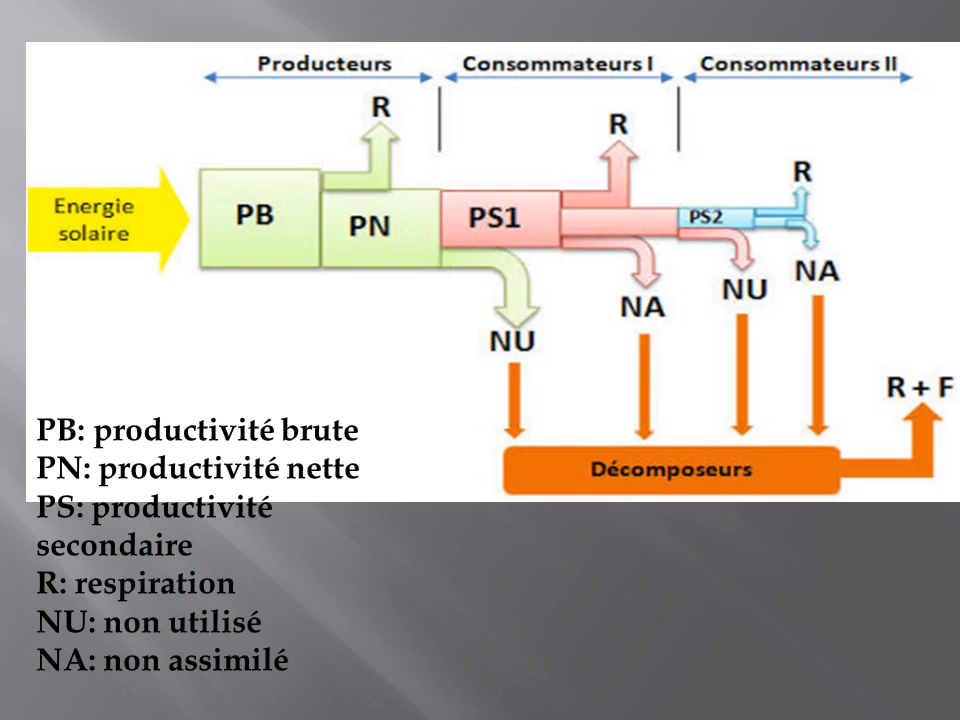 Producteurs
Consommateurs I
Consommateurs II
R
R
R
Energie
solaire
PB
PN
PS1
PS2
NU
NA
NU
NA
R + F
Décomposeurs
PB: productivité brute
PN: productivité nette
PS: productivité
secondaire
R: respiration
NU: non utilisé
NA: non assimilé